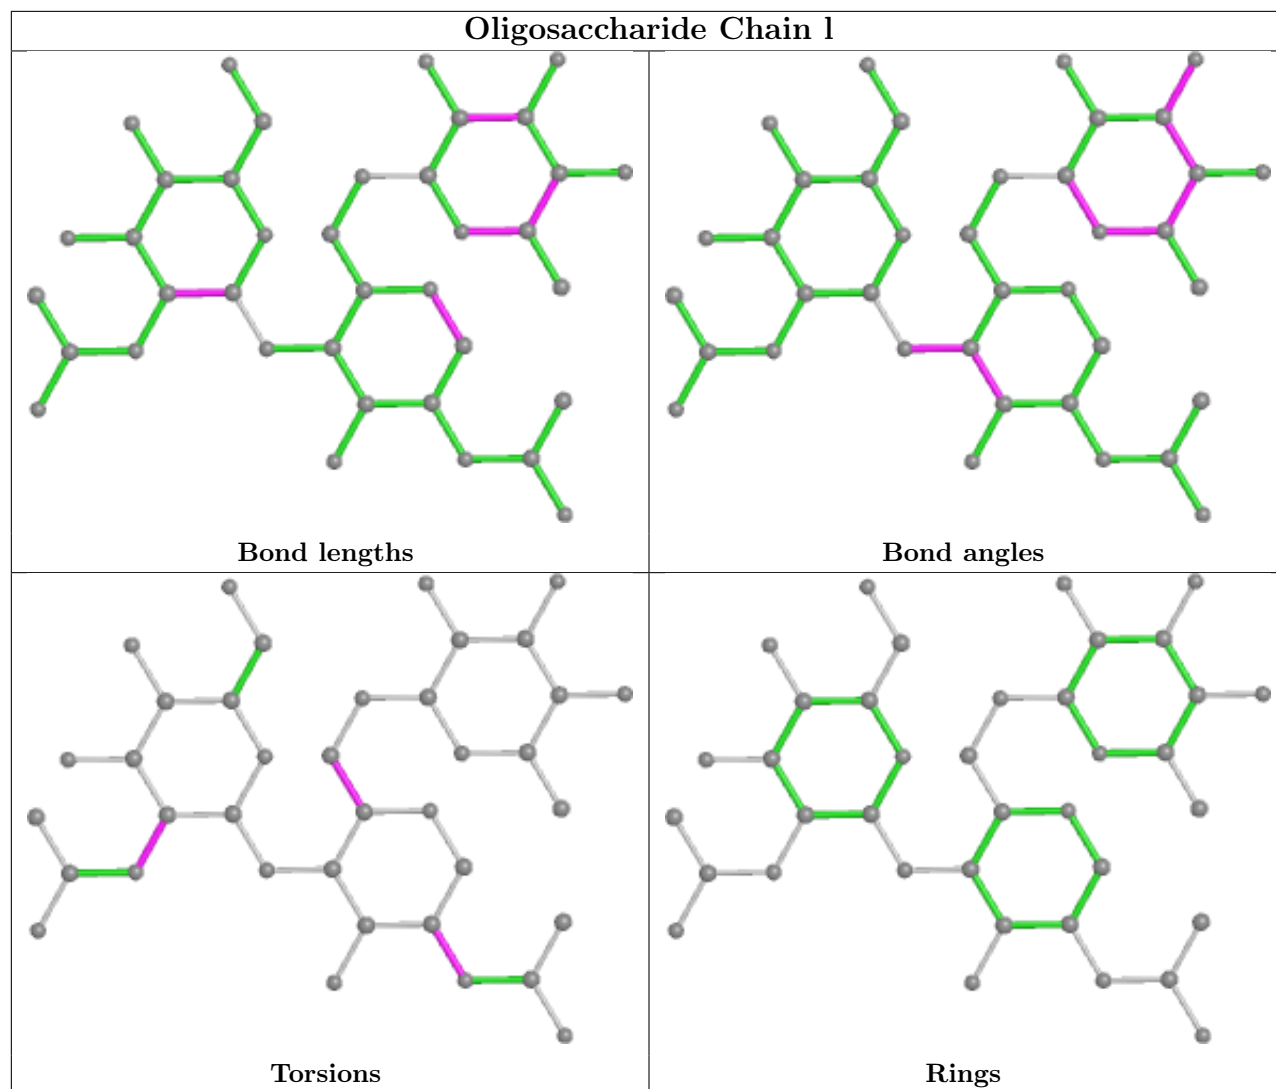 Oligosaccharide Chain l
Bond lengths
Bond angles
Torsions
Rings